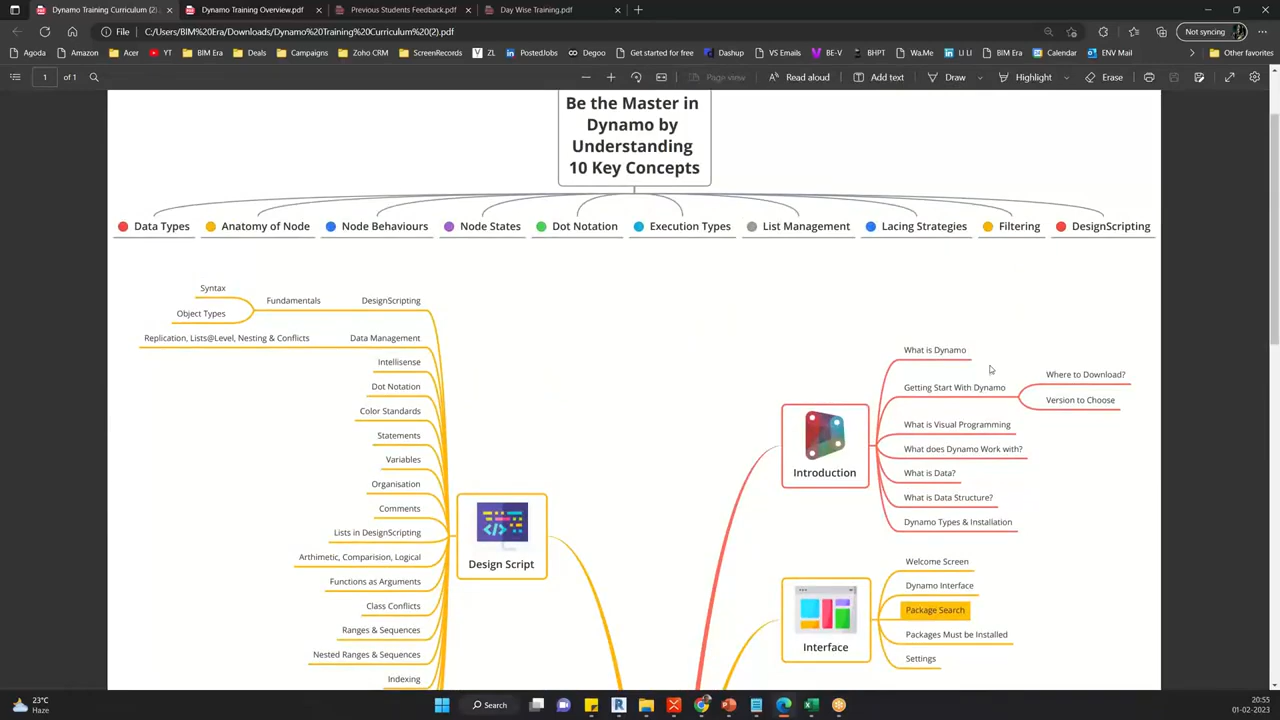 Dynamo Training Curriculum (2).
Dynamo Training Overview.pdf
Previous Students Feedback.pdf
Day Wise Training.pdf
File
C:/Users/BIM%20Era/Downloads/Dynamo%20Training%20Curriculum%20(2).pdf
Not syncing
Agoda
Amazon
Acer
YT
BIM Era
Deals
Campaigns
Zoho CRM
ScreenRecords
VZ ZL
PostedJobs
Degoo
Get started for free
Dashup
VS Emails
BE-V
BHPT
Wa.Me
LI LI
BIM Era
Calendar
ENV Mail
Other favorites
1 of 1
Page view
Read aloud
Add text
Draw
Highlight
Erase
Be the Master in
Dynamo by
Understanding
10 Key Concepts
Data Types
Anatomy of Node
Node Behaviours
Node States
Dot Notation
Execution Types
List Management
Lacing Strategies
Filtering
DesignScripting
Syntax
Object Types
Fundamentals
DesignScripting
Replication, Lists@Level, Nesting & Conflicts
Data Management
Intellisense
Dot Notation
Color Standards
Statements
Variables
Organisation
Comments
Lists in DesignScripting
Arthimetic, Comparision, Logical
Functions as Arguments
Class Conflicts
Ranges & Sequences
Nested Ranges & Sequences
Indexing
Design Script
Introduction
What is Dynamo
Getting Start With Dynamo
Where to Download?
Version to Choose
What is Visual Programming
What does Dynamo Work with?
What is Data?
What is Data Structure?
Dynamo Types & Installation
Interface
Welcome Screen
Dynamo Interface
Package Search
Packages Must be Installed
Settings
23°C
Haze
Search
20:55
01-02-2023